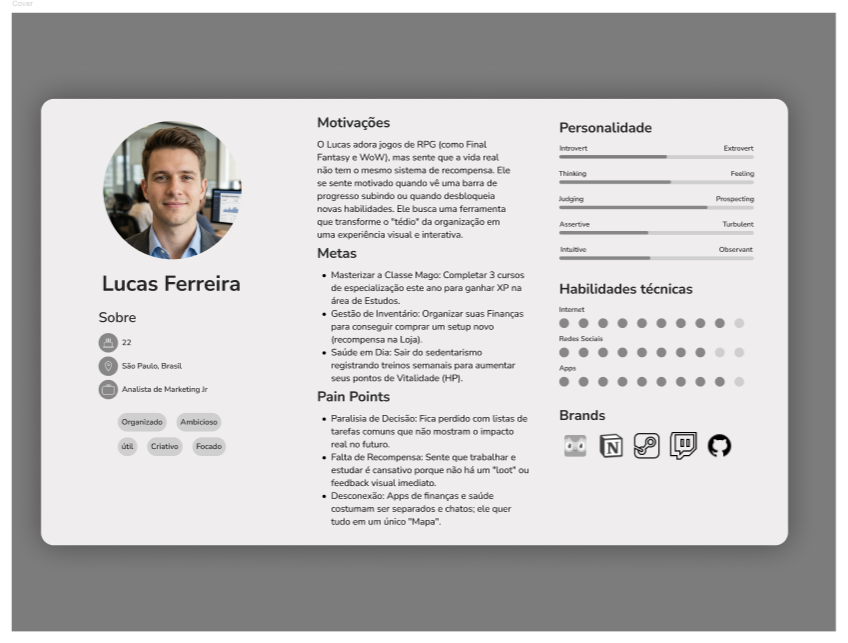 Cover
Lucas Ferreira
Sobre
22
São Paulo, Brasil
Analista de Marketing Jr
Organizado
Ambicioso
útil
Criativo
Focado
Motivações
O Lucas adora jogos de RPG (como Final
Fantasy e WoW), mas sente que a vida real
não tem o mesmo sistema de recompensa. Ele
se sente motivado quando vê uma barra de
progresso subindo ou quando desbloqueia
novas habilidades. Ele busca uma ferramenta
que transforme o "tédio" da organização em
uma experiência visual e interativa.
Metas
• Masterizar a Classe Mago: Completar 3 cursos
de especialização este ano para ganhar XP na
área de Estudos.
• Gestão de Inventário: Organizar suas Finanças
para conseguir comprar um setup novo
(recompensa na Loja).
• Saúde em Dia: Sair do sedentarismo
registrando treinos semanais para aumentar
seus pontos de Vitalidade (HP).
Pain Points
• Paralisia de Decisão: Fica perdido com listas de
tarefas comuns que não mostram o impacto
real no futuro.
• Falta de Recompensa: Sente que trabalhar e
estudar é cansativo porque não há um "loot" ou
feedback visual imediato.
• Desconexão: Apps de finanças e saúde
costumam ser separados e chatos; ele quer
tudo em um único "Mapa".
Personalidade
Introvert Extrovert
Thinking Feeling
Judging Prospecting
Assertive Turbulent
Intuitive Observant
Habilidades técnicas
Internet
Redes Sociais
Apps
Brands
N